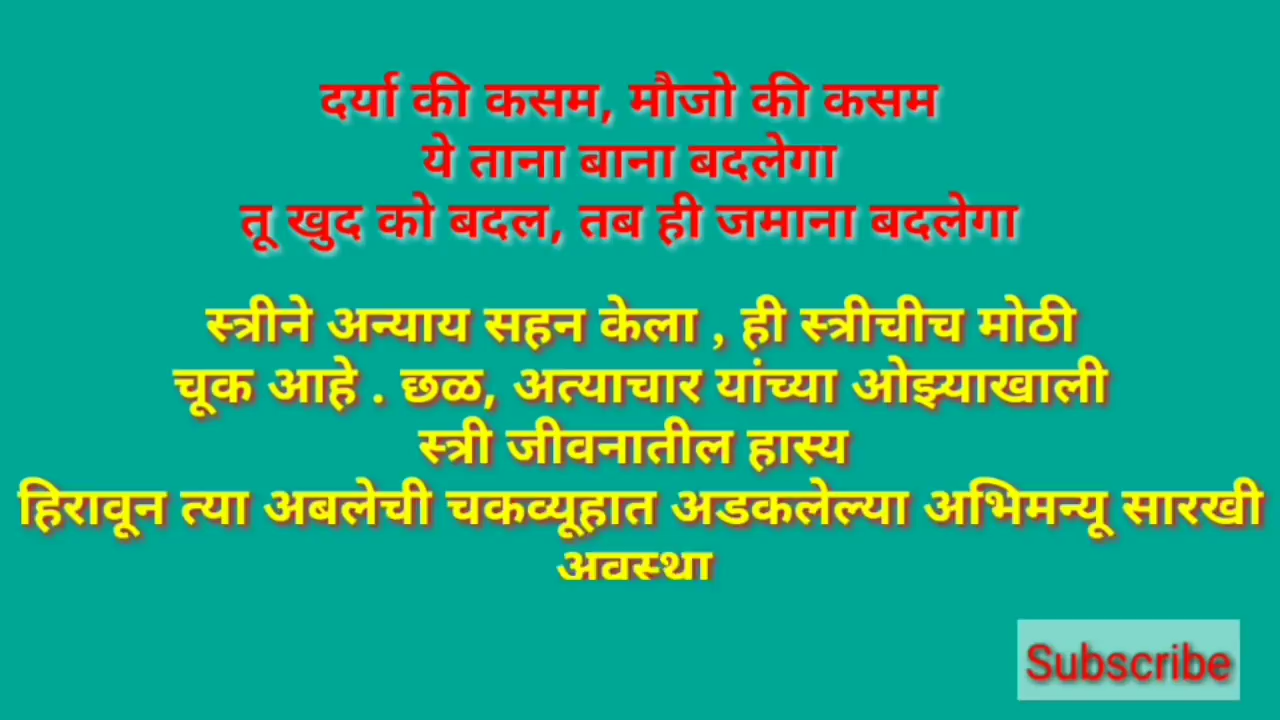 दर्या की कसम, मौजो की कसम
ये ताना बाना बदलेगा
तू खुद को बदल, तब ही जमाना बदलेगा
स्त्रीने अन्याय सहन केला , ही स्त्रीचीच मोठी
चूक आहे . छळ, अत्याचार यांच्या ओझ्याखाली
स्त्री जीवनातील हास्य
हिरावून त्या अबलेची चकव्यूहात अडकलेल्या अभिमन्यू सारखी
अवस्था
Subscribe